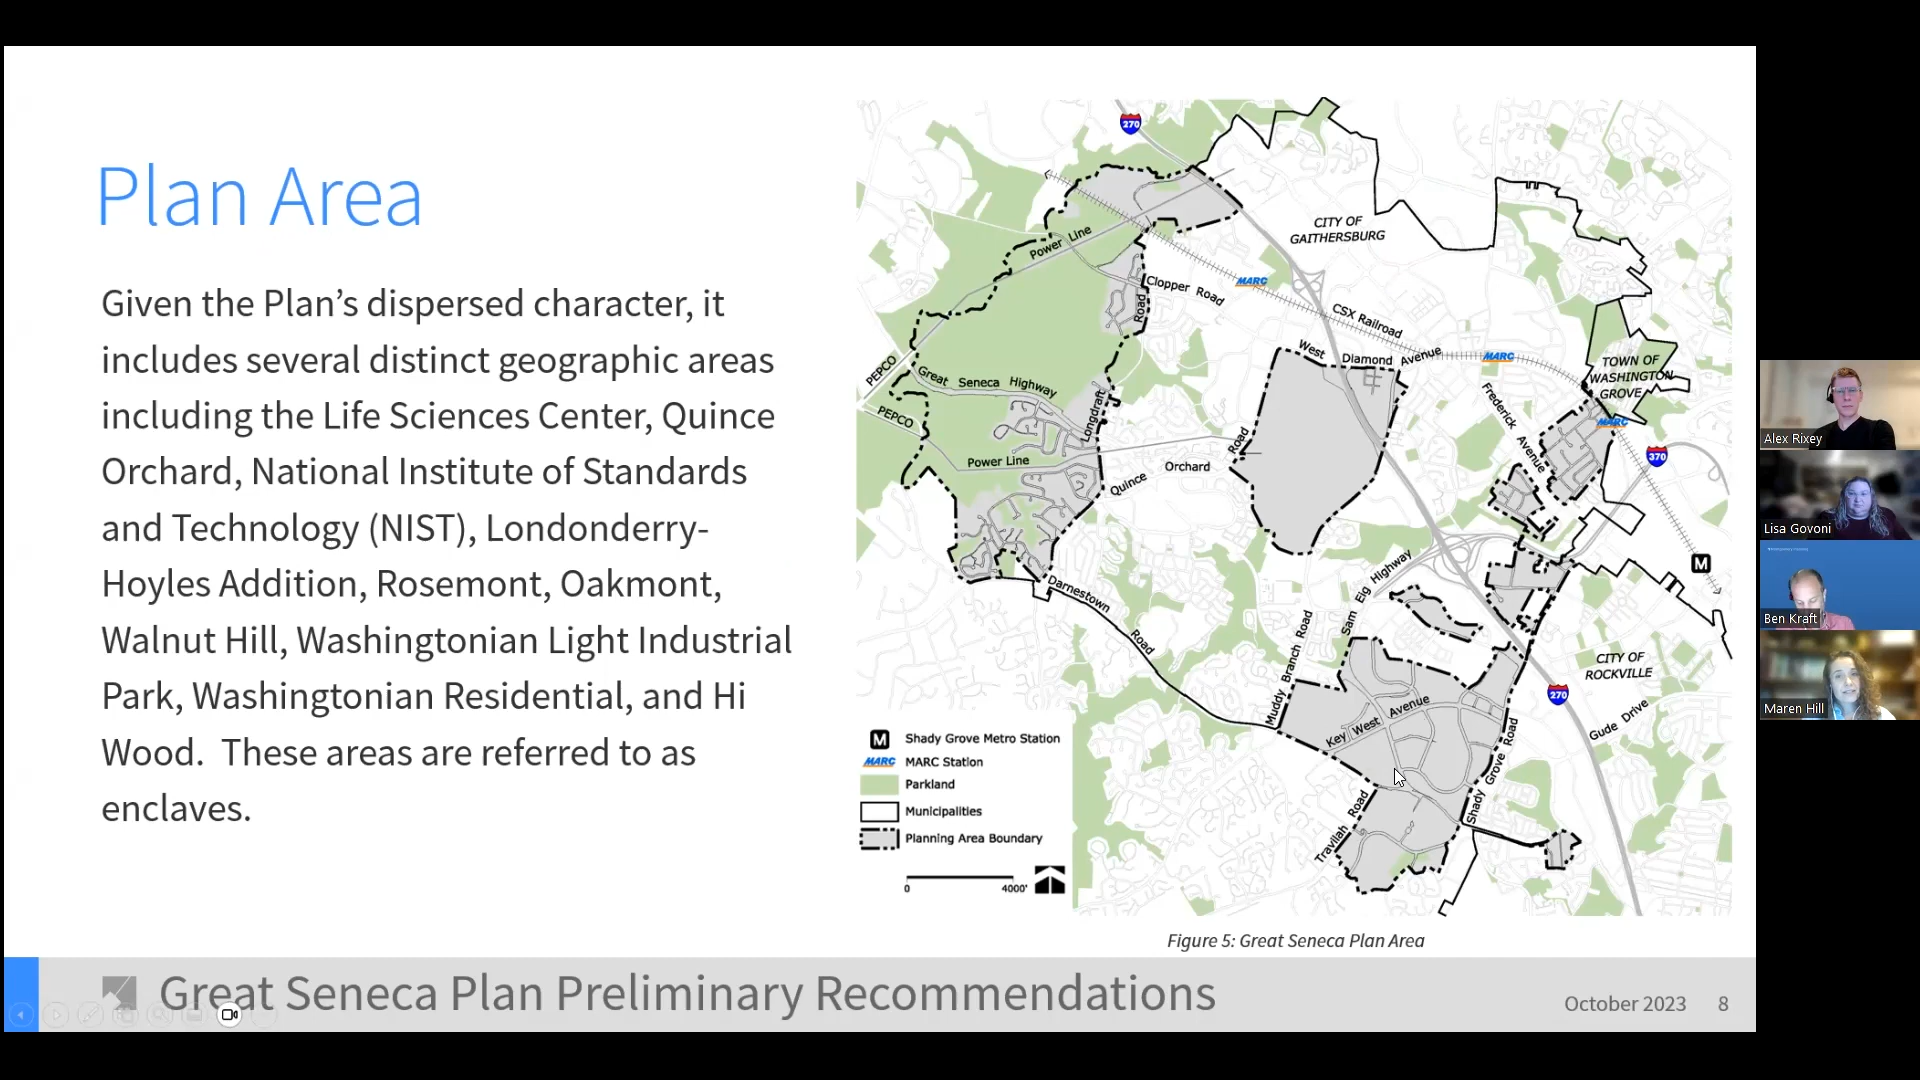 Plan Area
Given the Plan’s dispersed character, it
includes several distinct geographic areas
including the Life Sciences Center, Quince
Orchard, National Institute of Standards
and Technology (NIST), Londonderry-
Hoyles Addition, Rosemont, Oakmont,
Walnut Hill, Washingtonian Light Industrial
Park, Washingtonian Residential, and Hi
Wood.  These areas are referred to as
enclaves.
270
CITY OF
GAITHERSBURG
Power Line
Clopper Road
MARC
Road
CSX Railroad
West Diamond Avenue
MARC
TOWN OF
WASHINGTON
GROVE
MARC
PEPCO
Great Seneca Highway
PEPCO
Longdraft
Frederick Avenue
370
Power Line
Quince Orchard Road
M
Darnestown Road
Sam Eig Highway
Muddy Branch Road
CITY OF
ROCKVILLE
270
Gude Drive
Key West Avenue
Shady Grove Road
Travilah Road
M Shady Grove Metro Station
MARC MARC Station
Parkland
Municipalities
Planning Area Boundary
0 4000'
Figure 5: Great Seneca Plan Area
Great Seneca Plan Preliminary Recommendations
October 2023 8
Alex Rixey
Lisa Govoni
Ben Kraft
Maren Hill